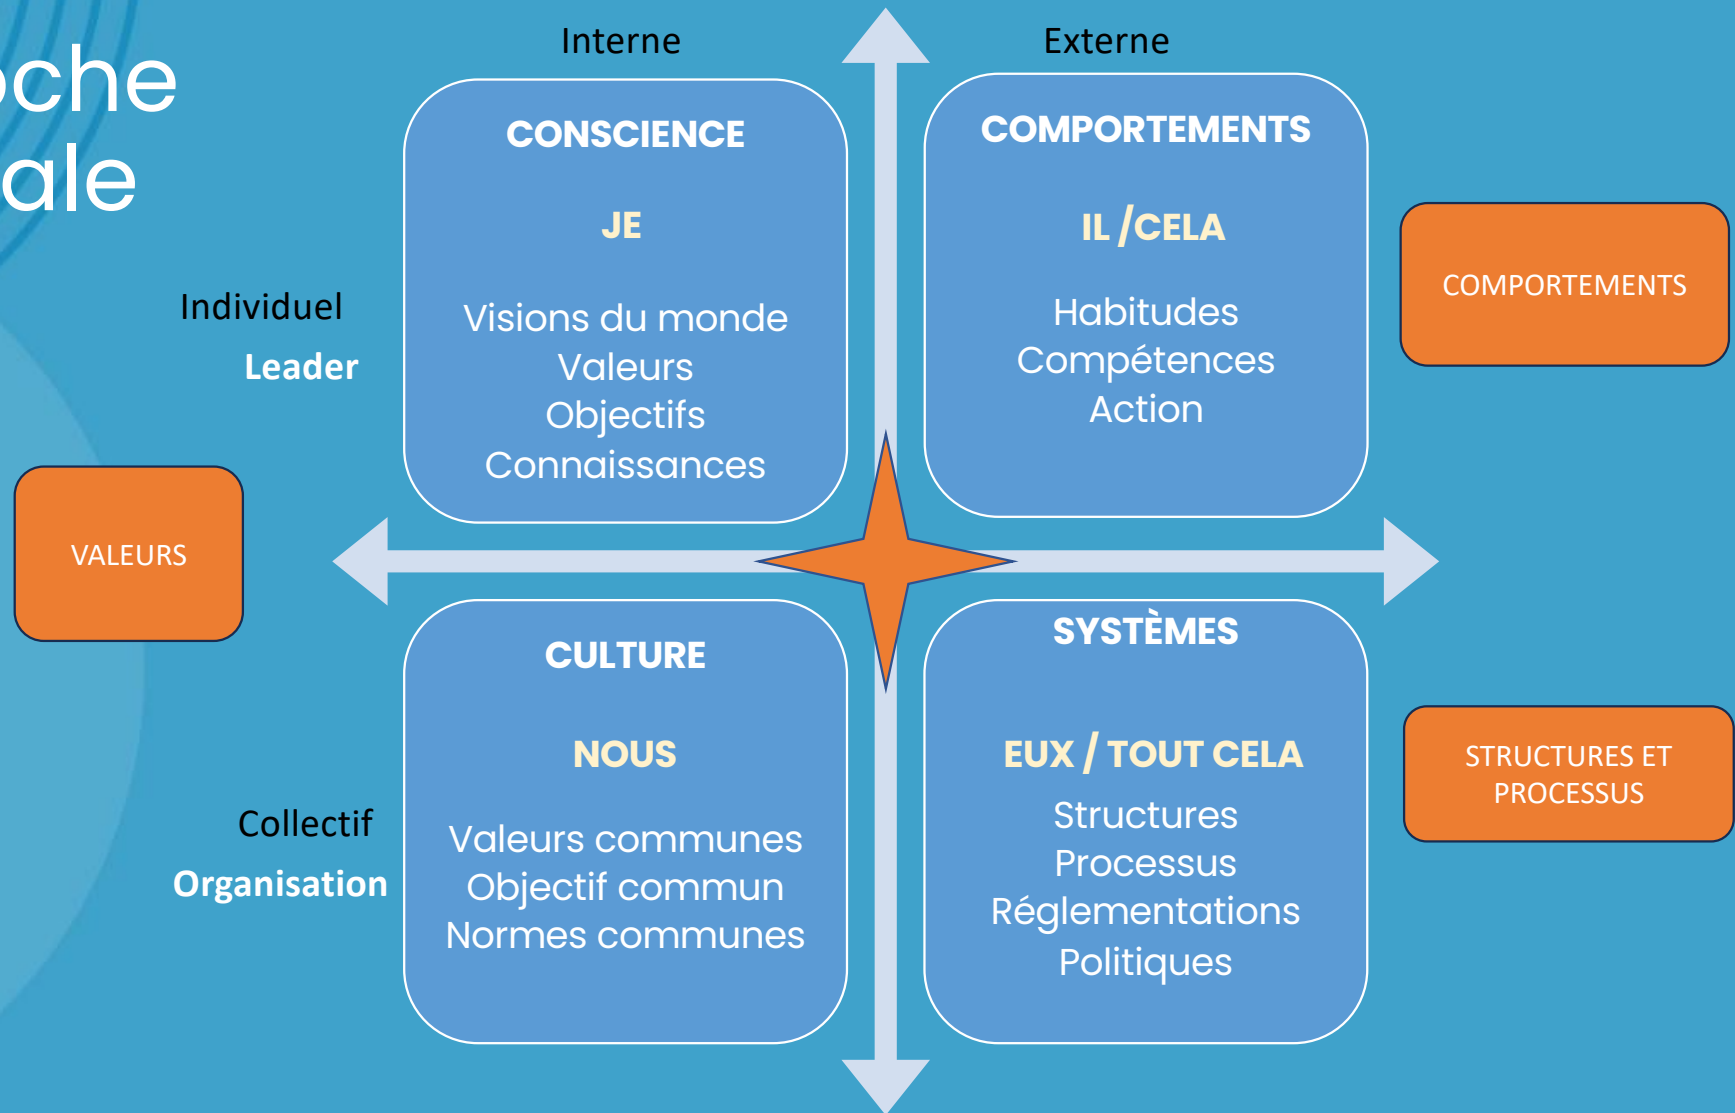 oche
ale
Interne
Externe
CONSCIENCE
JE
Visions du monde
Valeurs
Objectifs
Connaissances
COMPORTEMENTS
IL /CELA
Habitudes
Compétences
Action
COMPORTEMENTS
Individuel
Leader
VALEURS
CULTURE
NOUS
Valeurs communes
Objectif commun
Normes communes
SYSTÈMES
EUX / TOUT CELA
Structures
Processus
Réglementations
Politiques
STRUCTURES ET
PROCESSUS
Collectif
Organisation